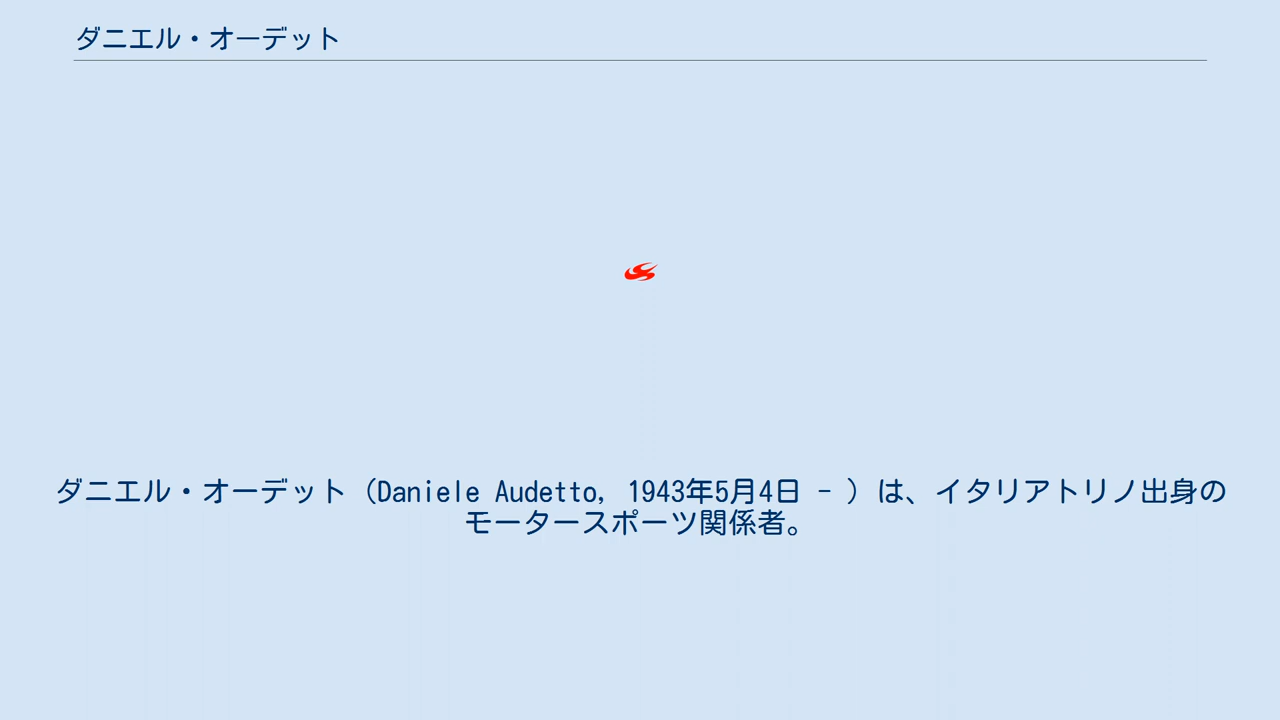 ダニエル・オーデット
ダニエル・オーデット（Daniele Audetto, 1943年5月4日 - ）は、イタリアトリノ出身の
モータースポーツ関係者。